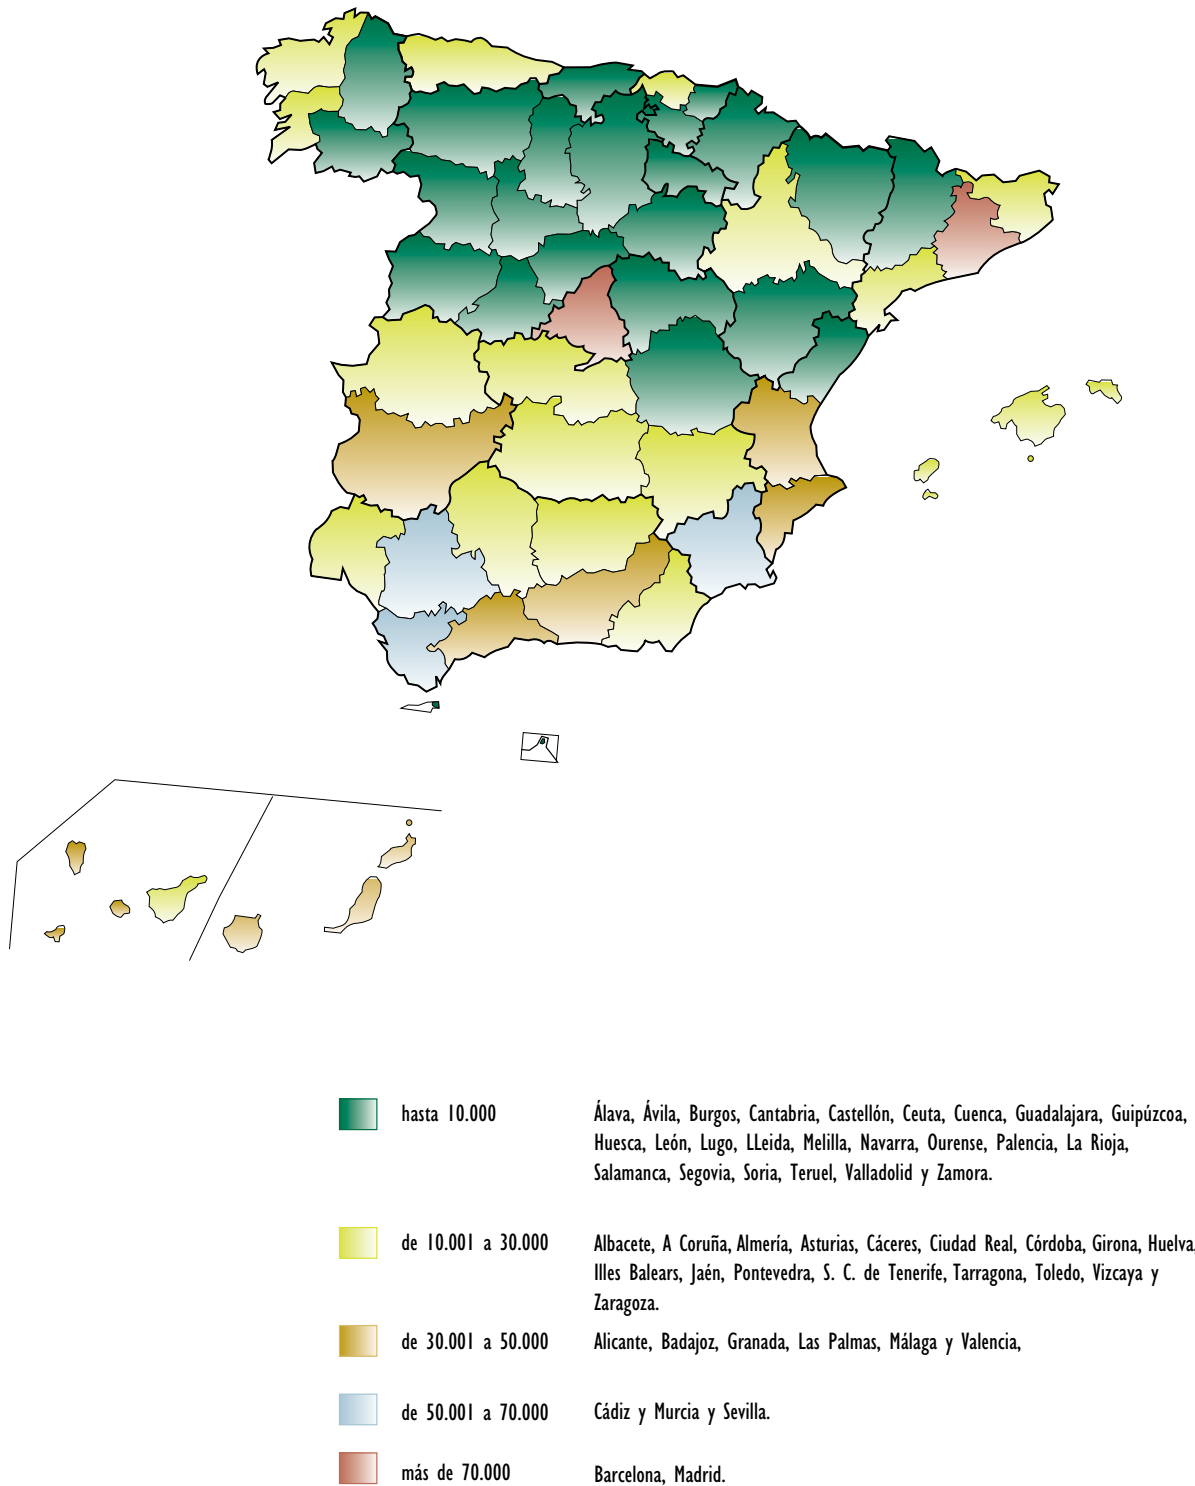 hasta 10.000
Álava, Ávila, Burgos, Cantabria, Castellón, Ceuta, Cuenca, Guadalajara, Guipúzcoa,
Huesca, León, Lugo, LLeida, Melilla, Navarra, Ourense, Palencia, La Rioja,
Salamanca, Segovia, Soria, Teruel, Valladolid y Zamora.
de 10.001 a 30.000
Albacete, A Coruña, Almería, Asturias, Cáceres, Ciudad Real, Córdoba, Girona, Huelva,
Illes Balears, Jaén, Pontevedra, S. C. de Tenerife, Tarragona, Toledo, Vizcaya y
Zaragoza.
de 30.001 a 50.000
Alicante, Badajoz, Granada, Las Palmas, Málaga y Valencia,
de 50.001 a 70.000
Cádiz y Murcia y Sevilla.
más de 70.000
Barcelona, Madrid.